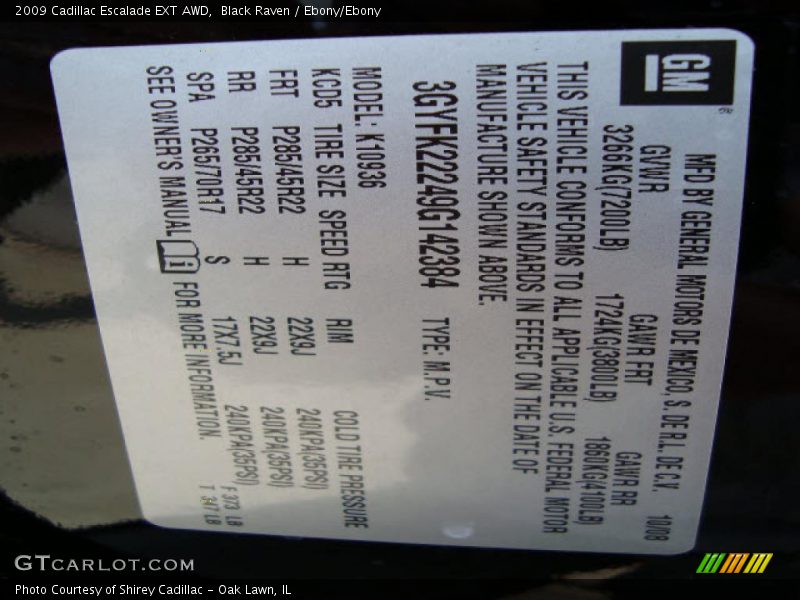 2009 Cadillac Escalade EXT AWD, Black Raven / Ebony/Ebony
GM
®
MFD BY GENERAL MOTORS DE MEXICO, S. DE R.L. DE C.V. 10/08
GVWR GAWR FRT GAWR RR
3266KG(7200LB) 1724KG(3800LB) 1860KG(4100LB)
THIS VEHICLE CONFORMS TO ALL APPLICABLE U.S. FEDERAL MOTOR
VEHICLE SAFETY STANDARDS IN EFFECT ON THE DATE OF
MANUFACTURE SHOWN ABOVE.
3GYFK22249G142384 TYPE: M.P.V.
MODEL: K10936
KCD5 TIRE SIZE SPEED RTG RIM COLD TIRE PRESSURE
FRT P285/45R22 H 22X9J 240KPA(35PSI)
RR P285/45R22 H 22X9J 240KPA(35PSI)
SPA P265/70R17 S 17X7.5J 240KPA(35PSI)
SEE OWNER'S MANUAL FOR MORE INFORMATION.
F 373 LB
T 347 LB
GTCARLOT.COM
Photo Courtesy of Shirey Cadillac - Oak Lawn, IL